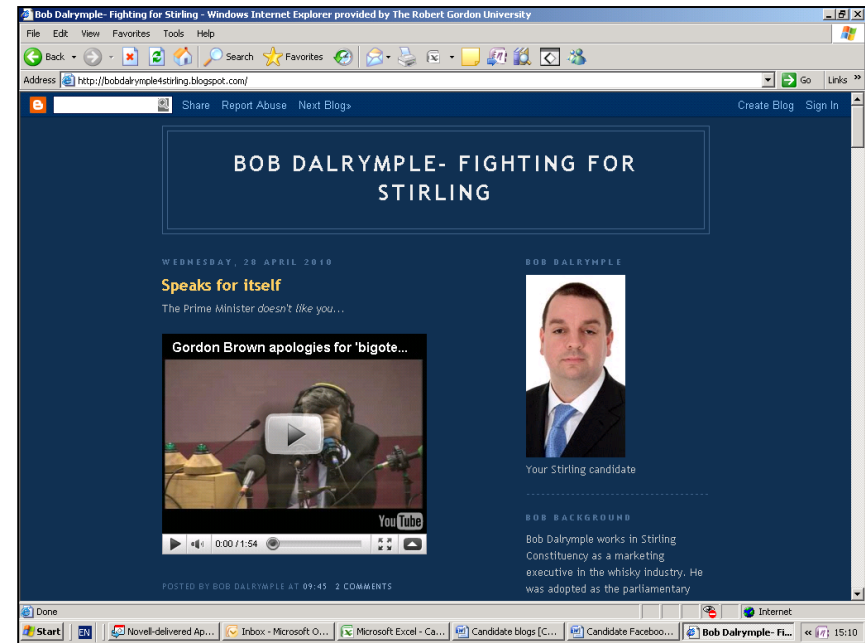 Bob Dalrymple- Fighting for Stirling - Windows Internet Explorer provided by The Robert Gordon University
File Edit View Favorites Tools Help
Back Search Favorites
Address http://bobdalrymple4stirling.blogspot.com/ Go Links »
Share Report Abuse Next Blog» Create Blog Sign In
BOB DALRYMPLE- FIGHTING FOR
STIRLING
WEDNESDAY, 28 APRIL 2010
Speaks for itself
The Prime Minister doesn't like you...
Gordon Brown apologies for 'bigote...
YouTube
0:00 / 1:54
POSTED BY BOB DALRYMPLE AT 09:45 2 COMMENTS
BOB DALRYMPLE
Your Stirling candidate
BOB BACKGROUND
Bob Dalrymple works in Stirling
Constituency as a marketing
executive in the whisky industry. He
was adopted as the parliamentary
Done Internet
Start EN Novell-delivered Ap... Inbox - Microsoft O... Microsoft Excel - Ca... Candidate blogs [C... Candidate Faceboo... Bob Dalrymple- Fi... « 15:10